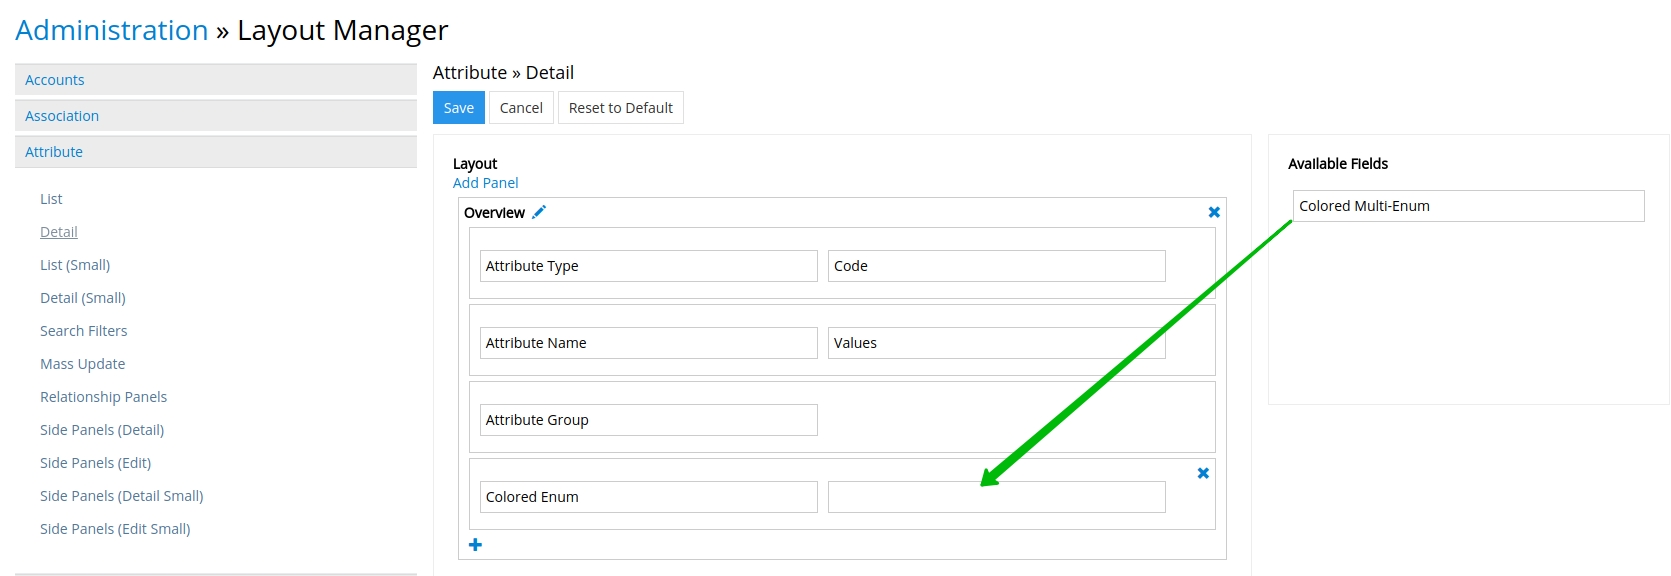 Administration » Layout Manager
Accounts
Association
Attribute
List
Detail
List (Small)
Detail (Small)
Search Filters
Mass Update
Relationship Panels
Side Panels (Detail)
Side Panels (Edit)
Side Panels (Detail Small)
Side Panels (Edit Small)
Attribute » Detail
Save Cancel Reset to Default
Layout
Add Panel
Overview
Attribute Type Code
Attribute Name Values
Attribute Group
Colored Enum
Available Fields
Colored Multi-Enum